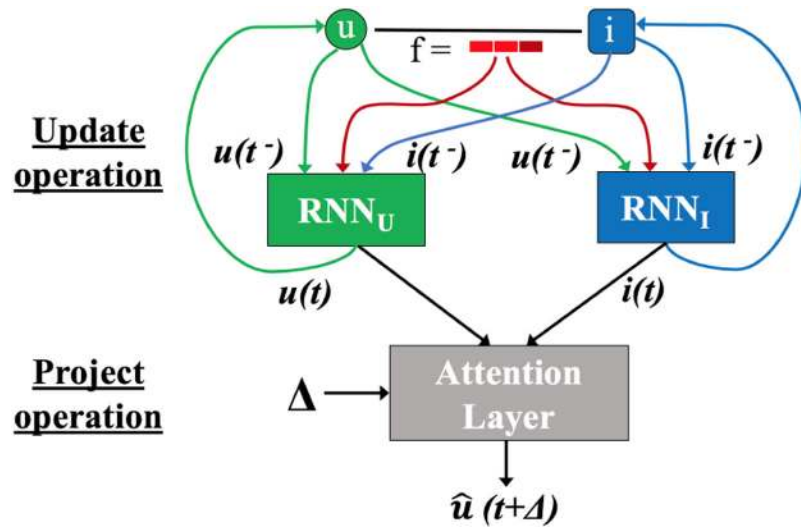 u
i
f =
Update
operation
u(t⁻)
i(t⁻)
u(t⁻)
i(t⁻)
RNN_U
RNN_I
u(t)
i(t)
Project
operation
Δ
Attention
Layer
û (t+Δ)